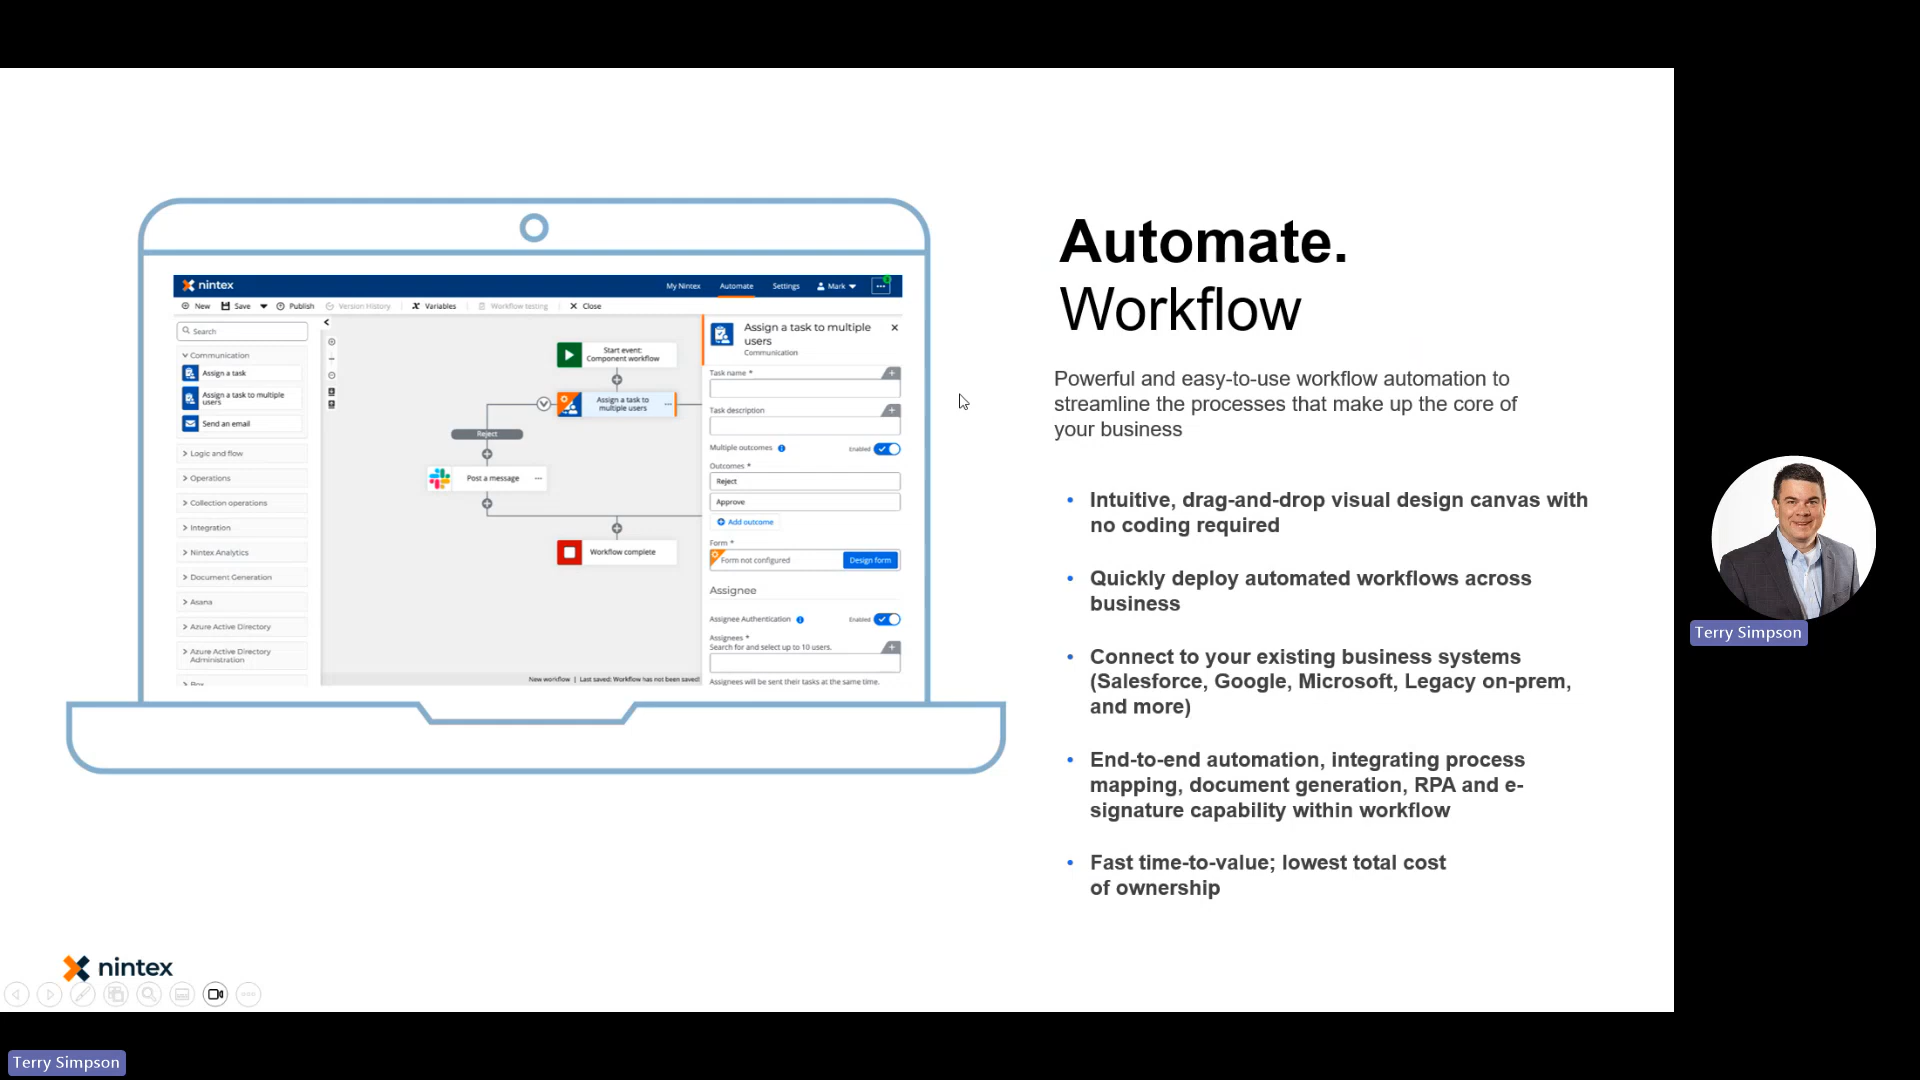 nintex
My Nintex
Automate
Settings
Mark
New
Save
Publish
Version History
Variables
Workflow testing
Close
Search
Communication
Assign a task
Assign a task to multiple
users
Send an email
Logic and flow
Operations
Collection operations
Integration
Nintex Analytics
Document Generation
Asana
Azure Active Directory
Azure Active Directory
Administration
Start event:
Component workflow
Assign a task to
multiple users
Reject
Post a message
Workflow complete
New workflow | Last saved: Workflow has not been saved!
Assign a task to multiple
users
Communication
Task name *
Task description
Multiple outcomes
Enabled
Outcomes *
Reject
Approve
Add outcome
Form *
Form not configured
Design form
Assignee
Assignee Authentication
Enabled
Assignees *
Search for and select up to 10 users.
Assignees will be sent their tasks at the same time.
Automate.
Workflow
Powerful and easy-to-use workflow automation to
streamline the processes that make up the core of
your business
• Intuitive, drag-and-drop visual design canvas with
no coding required
• Quickly deploy automated workflows across
business
• Connect to your existing business systems
(Salesforce, Google, Microsoft, Legacy on-prem,
and more)
• End-to-end automation, integrating process
mapping, document generation, RPA and e-
signature capability within workflow
• Fast time-to-value; lowest total cost
of ownership
nintex
Terry Simpson
Terry Simpson